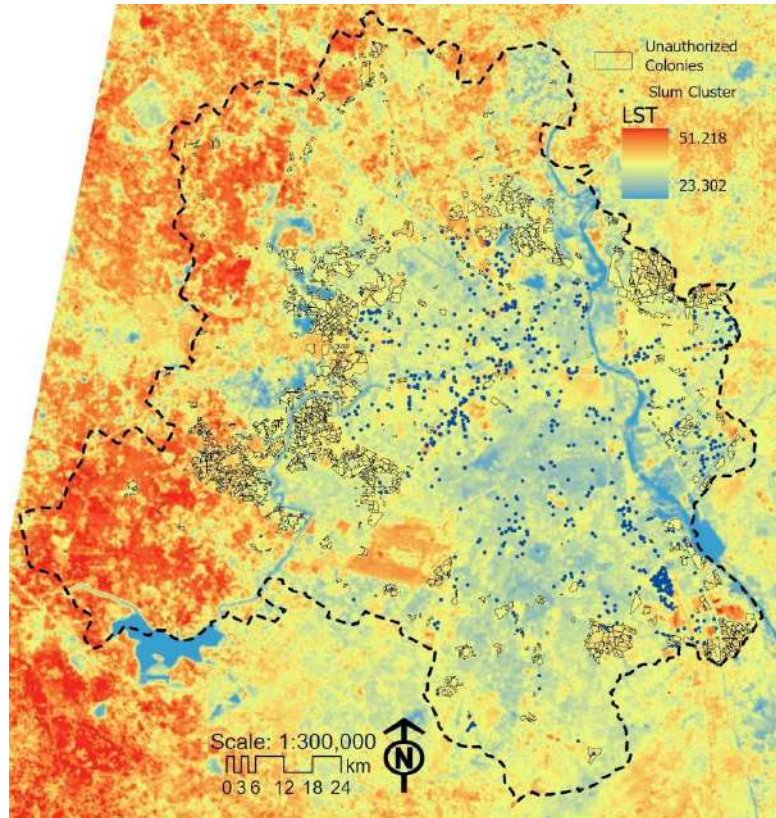 Unauthorized
Colonies
Slum Cluster
LST
51.218
23.302
Scale: 1:300,000
km
0 3 6 12 18 24
N